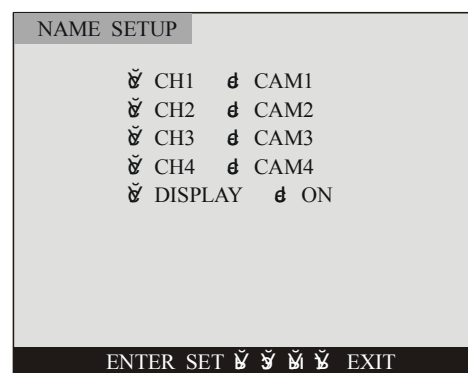 NAME SETUP
CH1 CAM1
CH2 CAM2
CH3 CAM3
CH4 CAM4
DISPLAY ON
ENTER SET EXIT